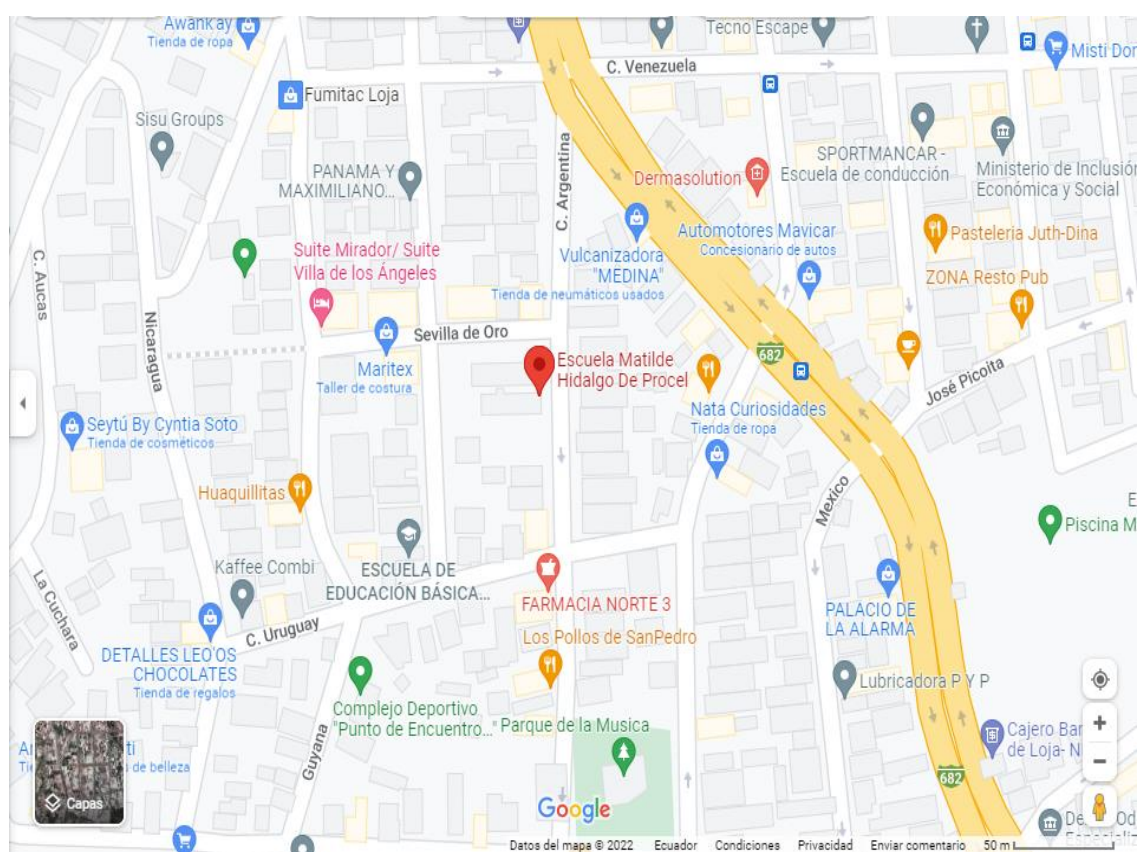 Awankay
Tienda de ropa
Tecno Escape
Misti Dor
C. Venezuela
Fumitac Loja
Sisu Groups
PANAMA Y
MAXIMILIANO...
C. Argentina
Dermasolution
SPORTMANCAR -
Escuela de conducción
Ministerio de Inclusión
Económica y Social
C. Aucas
Suite Mirador/ Suite
Villa de los Ángeles
Vulcanizadora
"MEDINA"
Tienda de neumáticos usados
Automotores Mavicar
Concesionario de autos
Pasteleria Juth-Dina
ZONA Resto Pub
Nicaragua
Sevilla de Oro
Maritex
Taller de costura
Escuela Matilde
Hidalgo De Procel
682
José Picoita
Nata Curiosidades
Tienda de ropa
Seytú By Cyntia Soto
Tienda de cosméticos
Huaquillitas
Mexico
E
Piscina M
La Cuchara
Kaffee Combi
ESCUELA DE
EDUCACIÓN BÁSICA...
FARMACIA NORTE 3
PALACIO DE
LA ALARMA
C. Uruguay
Los Pollos de SanPedro
DETALLES LEO'OS
CHOCOLATES
Tienda de regalos
Lubricadora P Y P
Complejo Deportivo
"Punto de Encuentro..."
Parque de la Musica
Guyana
Cajero Bar
de Loja- N
682
Capas
ti
de belleza
Google
Datos del mapa © 2022 Ecuador Condiciones Privacidad Enviar comentario 50 m